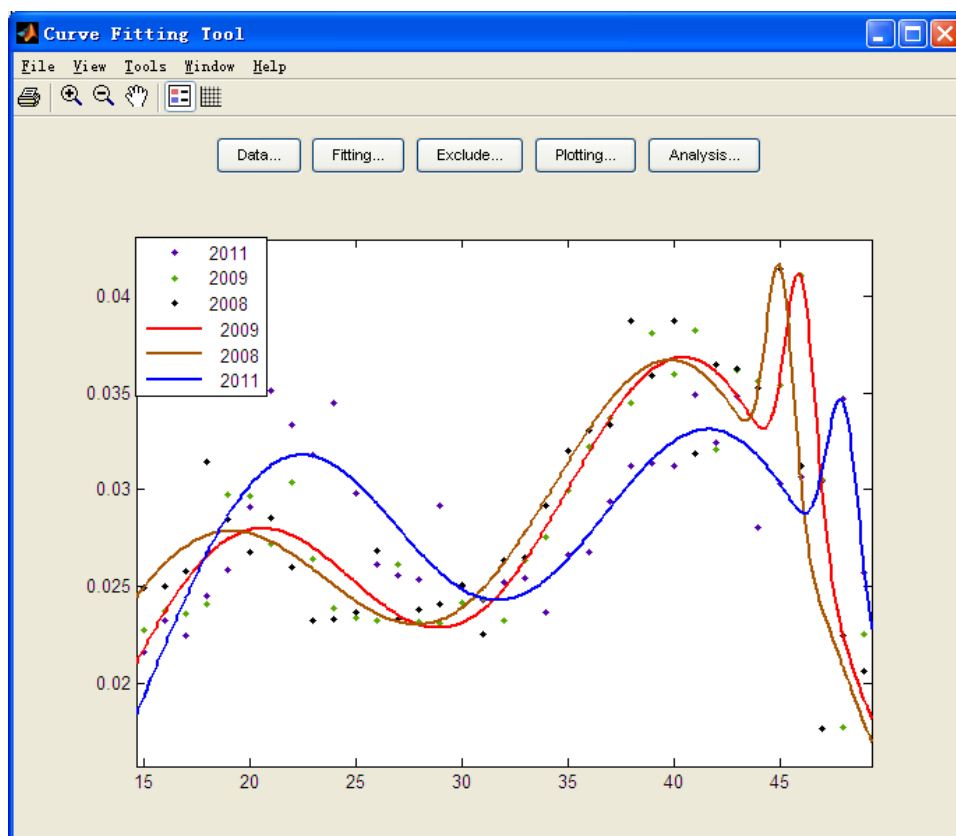 Curve Fitting Tool
File View Tools Window Help
Data... Fitting... Exclude... Plotting... Analysis...
2011
2009
2008
2009
2008
2011
0.04
0.035
0.03
0.025
0.02
15 20 25 30 35 40 45